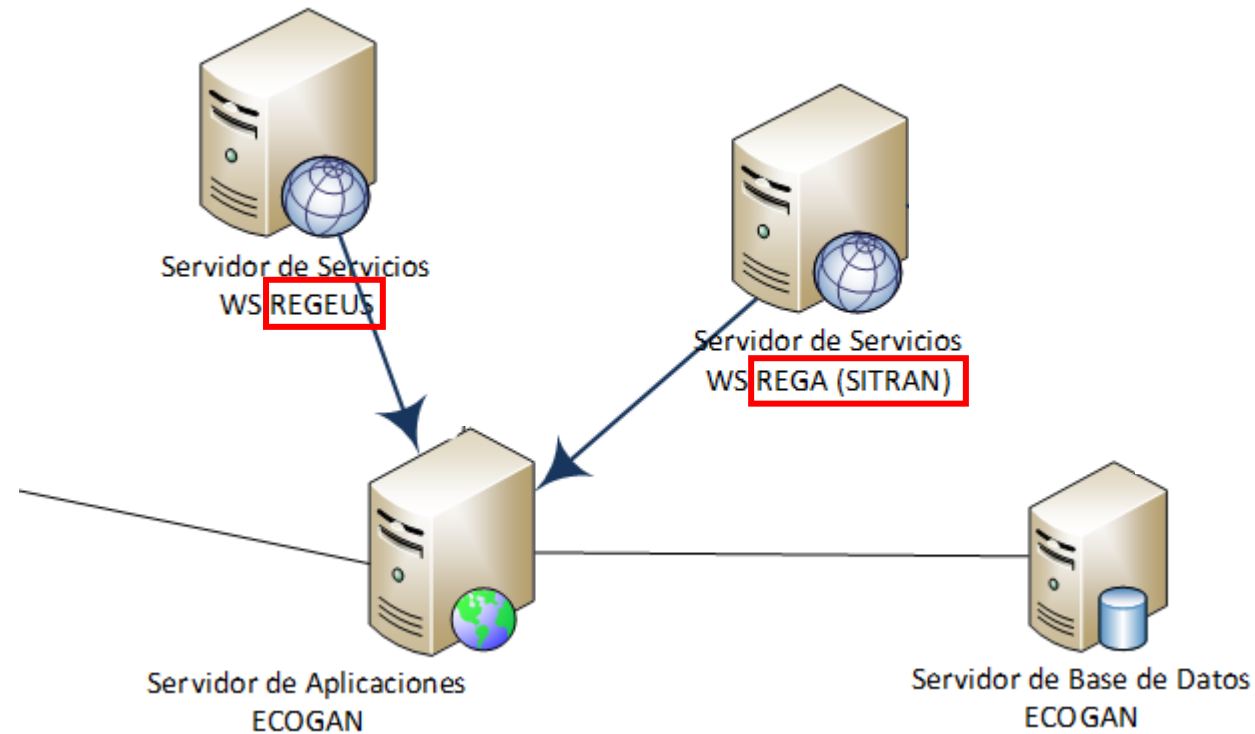 Servidor de Servicios
WS REGEUS
Servidor de Servicios
WS REGA (SITRAN)
Servidor de Aplicaciones
ECOGAN
Servidor de Base de Datos
ECOGAN